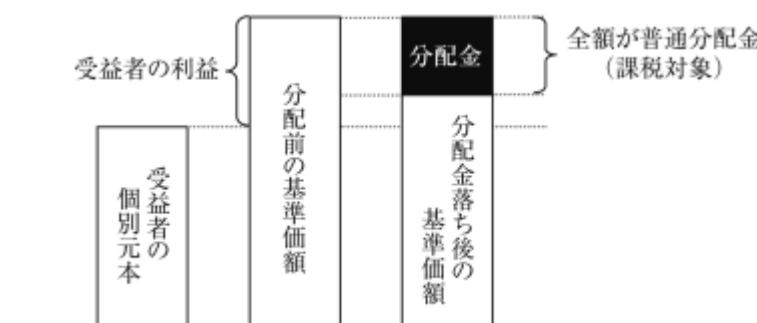 受益者の利益
分配金
全額が普通分配金
（課税対象）
受益者の
個別元本
分配前の基準価額
分配金落ち後の
基準価額